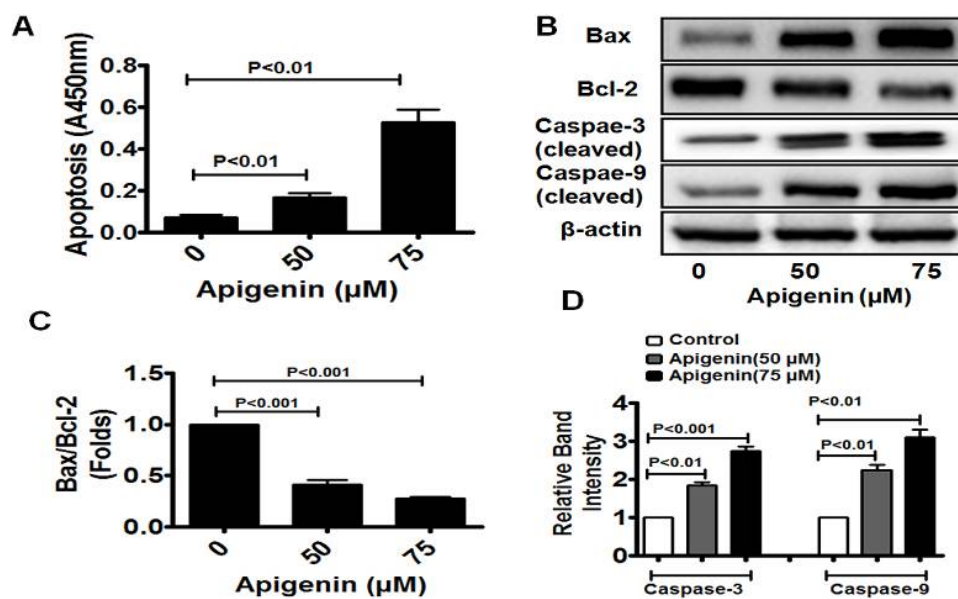 A
Apoptosis (A450nm)
0.8
0.6
0.4
0.2
0.0
P<0.01
P<0.01
0
50
75
Apigenin (µM)
B
Bax
Bcl-2
Caspae-3
(cleaved)
Caspae-9
(cleaved)
β-actin
0
50
75
Apigenin (µM)
C
Bax/Bcl-2
(Folds)
1.5
1.0
0.5
0.0
P<0.001
P<0.001
0
50
75
Apigenin (µM)
D
Control
Apigenin(50 µM)
Apigenin(75 µM)
Relative Band
Intensity
4
3
2
1
0
P<0.001
P<0.01
P<0.01
P<0.01
Caspase-3
Caspase-9